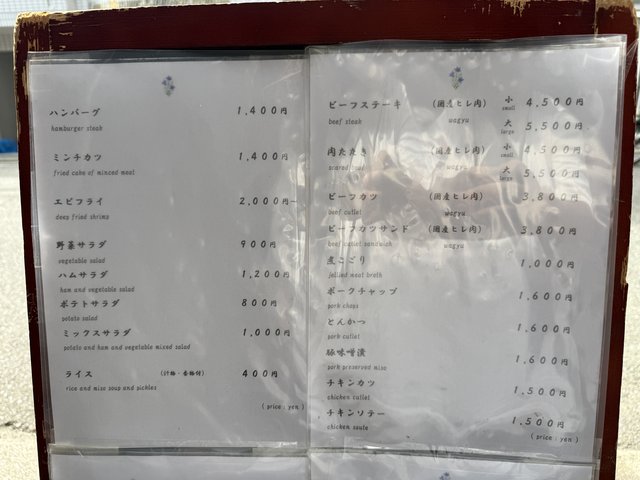 ハンバーグ 1,400円
hamburger steak
ミンチカツ 1,400円
fried cake of minced meat
エビフライ 2,000円~
deep fried shrimp
野菜サラダ 900円
vegetable salad
ハムサラダ 1,200円
ham and vegetable salad
ポテトサラダ 800円
potato salad
ミックスサラダ 1,000円
potato and ham and vegetable mixed salad
ライス 400円
rice and miso soup and pickles
( price : yen )
ビーフステーキ (国産ヒレ肉) 小 4,500円
beef steak wagyu small
大 5,500円
large
肉たたき (国産ヒレ肉) 小 4,500円
wagyu small
大 5,500円
large
ビーフカツ (国産ヒレ肉) 3,800円
beef cutlet wagyu
ビーフカツサンド (国産ヒレ肉) 3,800円
beef cutlet sandwich wagyu
煮こごり 1,000円
jellied meat broth
ポークチャップ 1,600円
pork chops
とんかつ 1,600円
pork cutlet
豚味噌漬 1,600円
pork preserved miso
チキンカツ 1,500円
chicken cutlet
チキンソテー 1,500円
chicken saute
( price : yen )